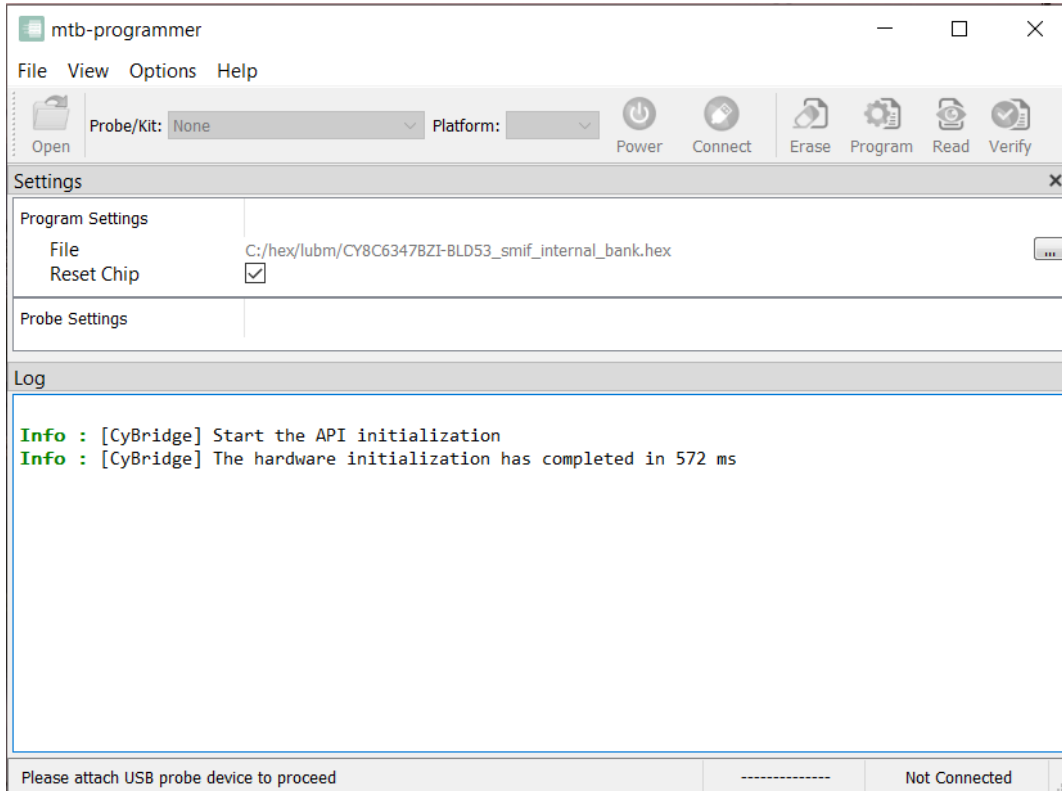 mtb-programmer
File View Options Help
Open Probe/Kit: None Platform: Power Connect Erase Program Read Verify
Settings
Program Settings
File C:/hex/lubm/CY8C6347BZI-BLD53_smif_internal_bank.hex ...
Reset Chip
Probe Settings
Log
Info : [CyBridge] Start the API initialization
Info : [CyBridge] The hardware initialization has completed in 572 ms
Please attach USB probe device to proceed -------------- Not Connected